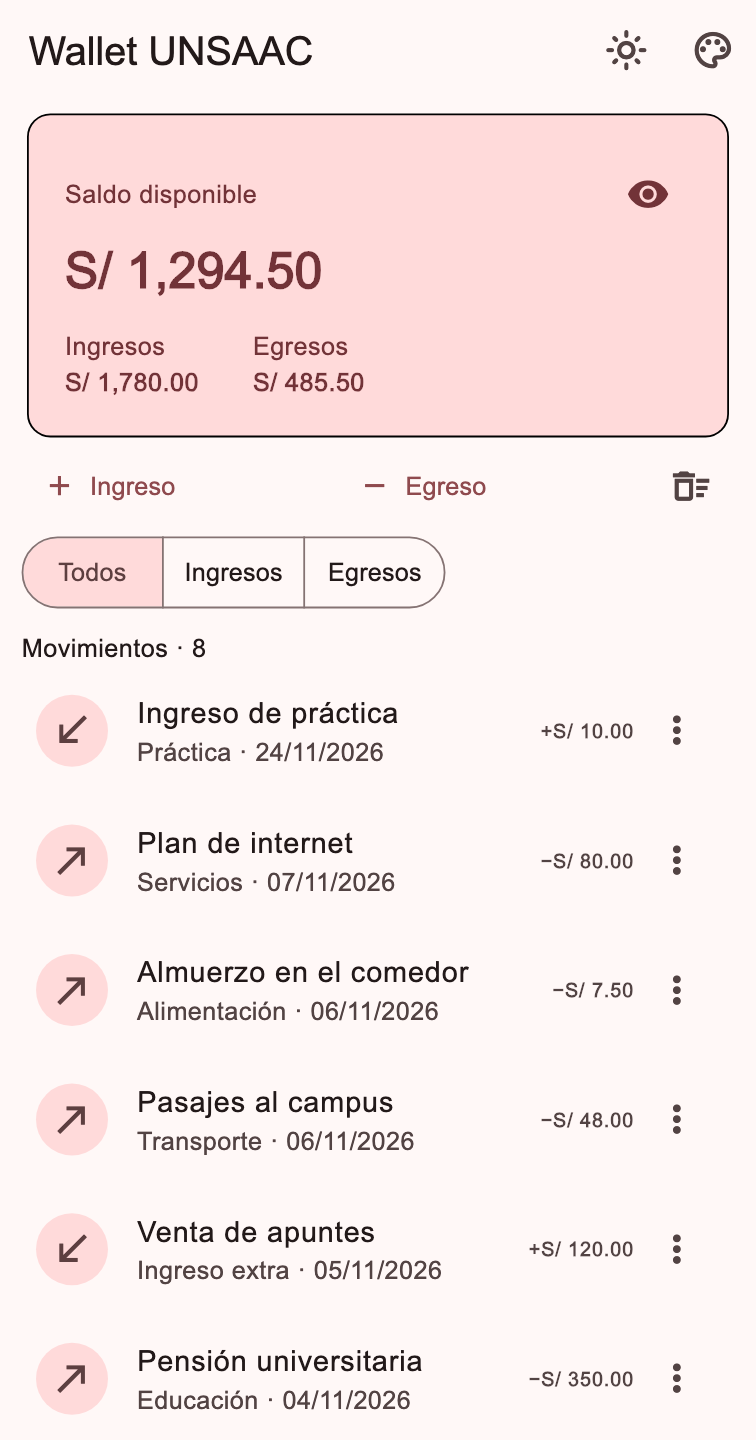 Wallet UNSAAC
Saldo disponible
S/ 1,294.50
Ingresos Egresos
S/ 1,780.00 S/ 485.50
+ Ingreso − Egreso
Todos Ingresos Egresos
Movimientos · 8
Ingreso de práctica
Práctica · 24/11/2026
+S/ 10.00
Plan de internet
Servicios · 07/11/2026
−S/ 80.00
Almuerzo en el comedor
Alimentación · 06/11/2026
−S/ 7.50
Pasajes al campus
Transporte · 06/11/2026
−S/ 48.00
Venta de apuntes
Ingreso extra · 05/11/2026
+S/ 120.00
Pensión universitaria
Educación · 04/11/2026
−S/ 350.00